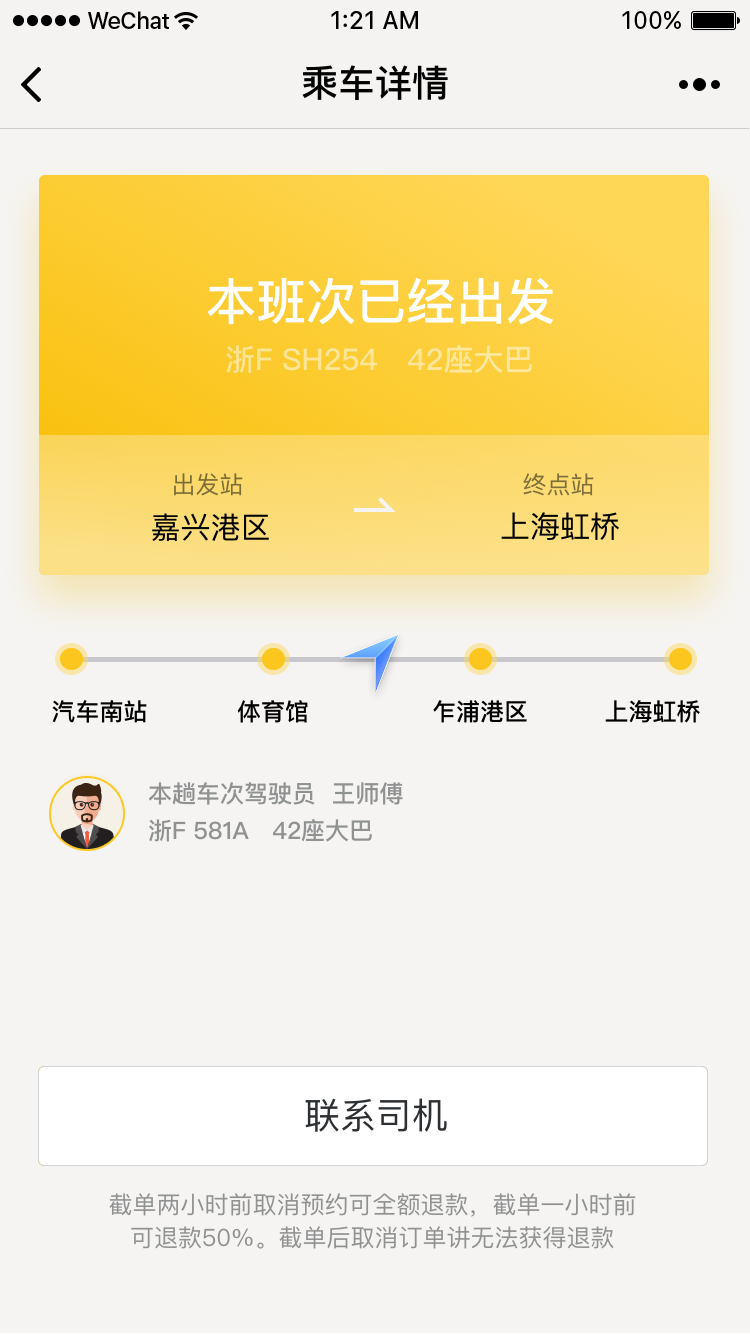 WeChat 1:21 AM 100%
乘车详情
本班次已经出发
浙F SH254 42座大巴
出发站 终点站
嘉兴港区 上海虹桥
汽车南站 体育馆 乍浦港区 上海虹桥
本趟车次驾驶员 王师傅
浙F 581A 42座大巴
联系司机
截单两小时前取消预约可全额退款，截单一小时前
可退款50%。截单后取消订单讲无法获得退款